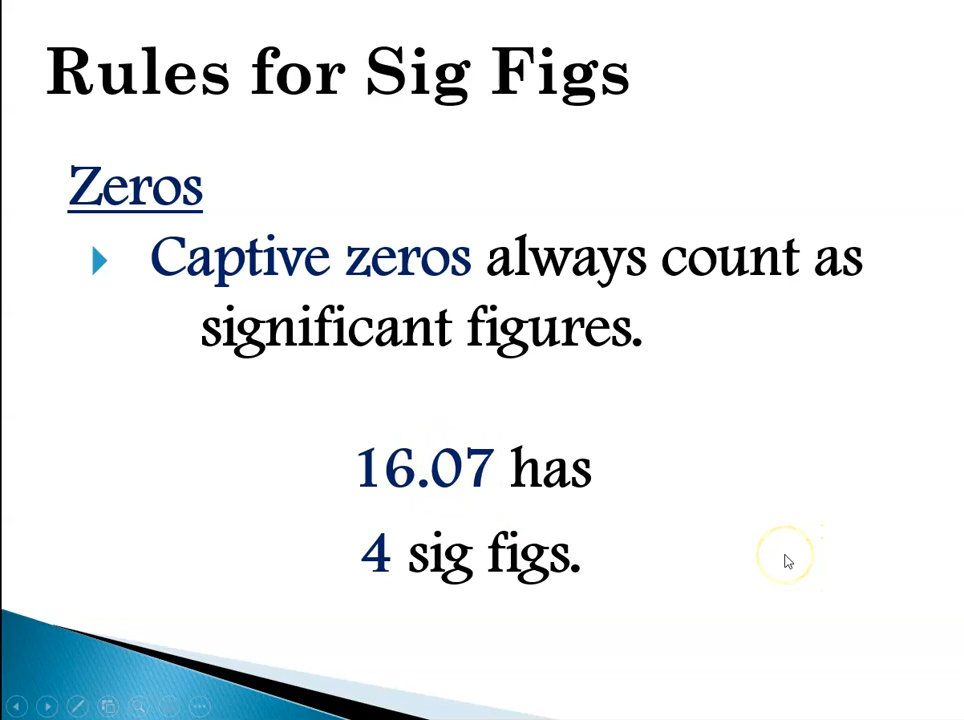 Rules for Sig Figs
Zeros
Captive zeros always count as
significant figures.
16.07 has
4 sig figs.